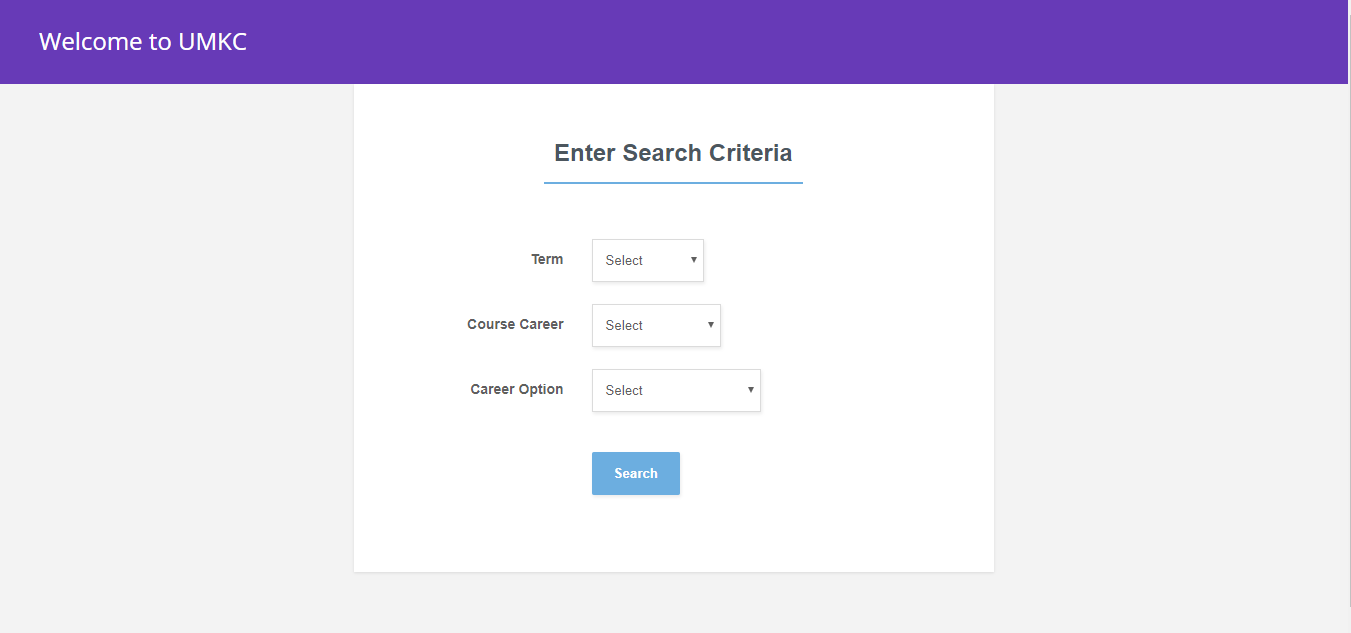 Welcome to UMKC
Enter Search Criteria
Term Select
Course Career Select
Career Option Select
Search